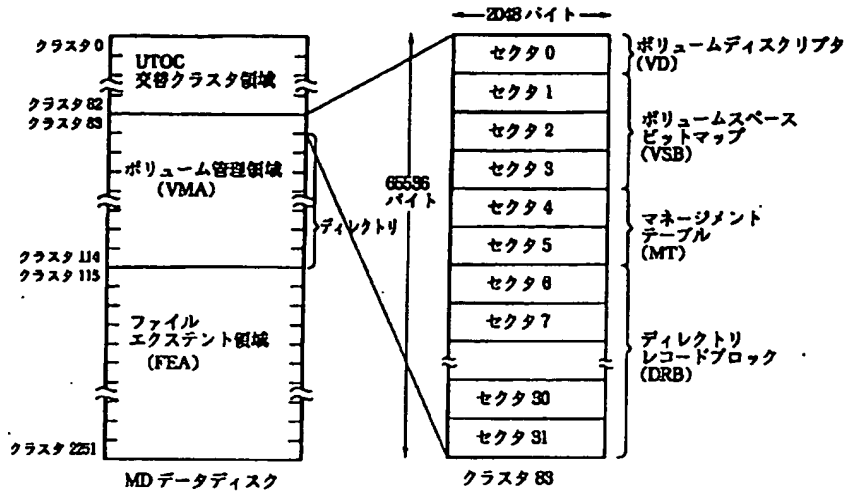 クラスタ0
UTOC
交替クラスタ領域
クラスタ82
クラスタ83
ボリューム管理領域
(VMA)
ディレクトリ
クラスタ114
クラスタ115
ファイル
エクステント領域
(FEA)
クラスタ2251
MDデータディスク
2048バイト
65536
バイト
セクタ0
セクタ1
セクタ2
セクタ3
セクタ4
セクタ5
セクタ6
セクタ7
セクタ30
セクタ31
クラスタ83
ボリュームディスクリプタ
(VD)
ボリュームスペース
ビットマップ
(VSB)
マネージメント
テーブル
(MT)
ディレクトリ
レコードブロック
(DRB)